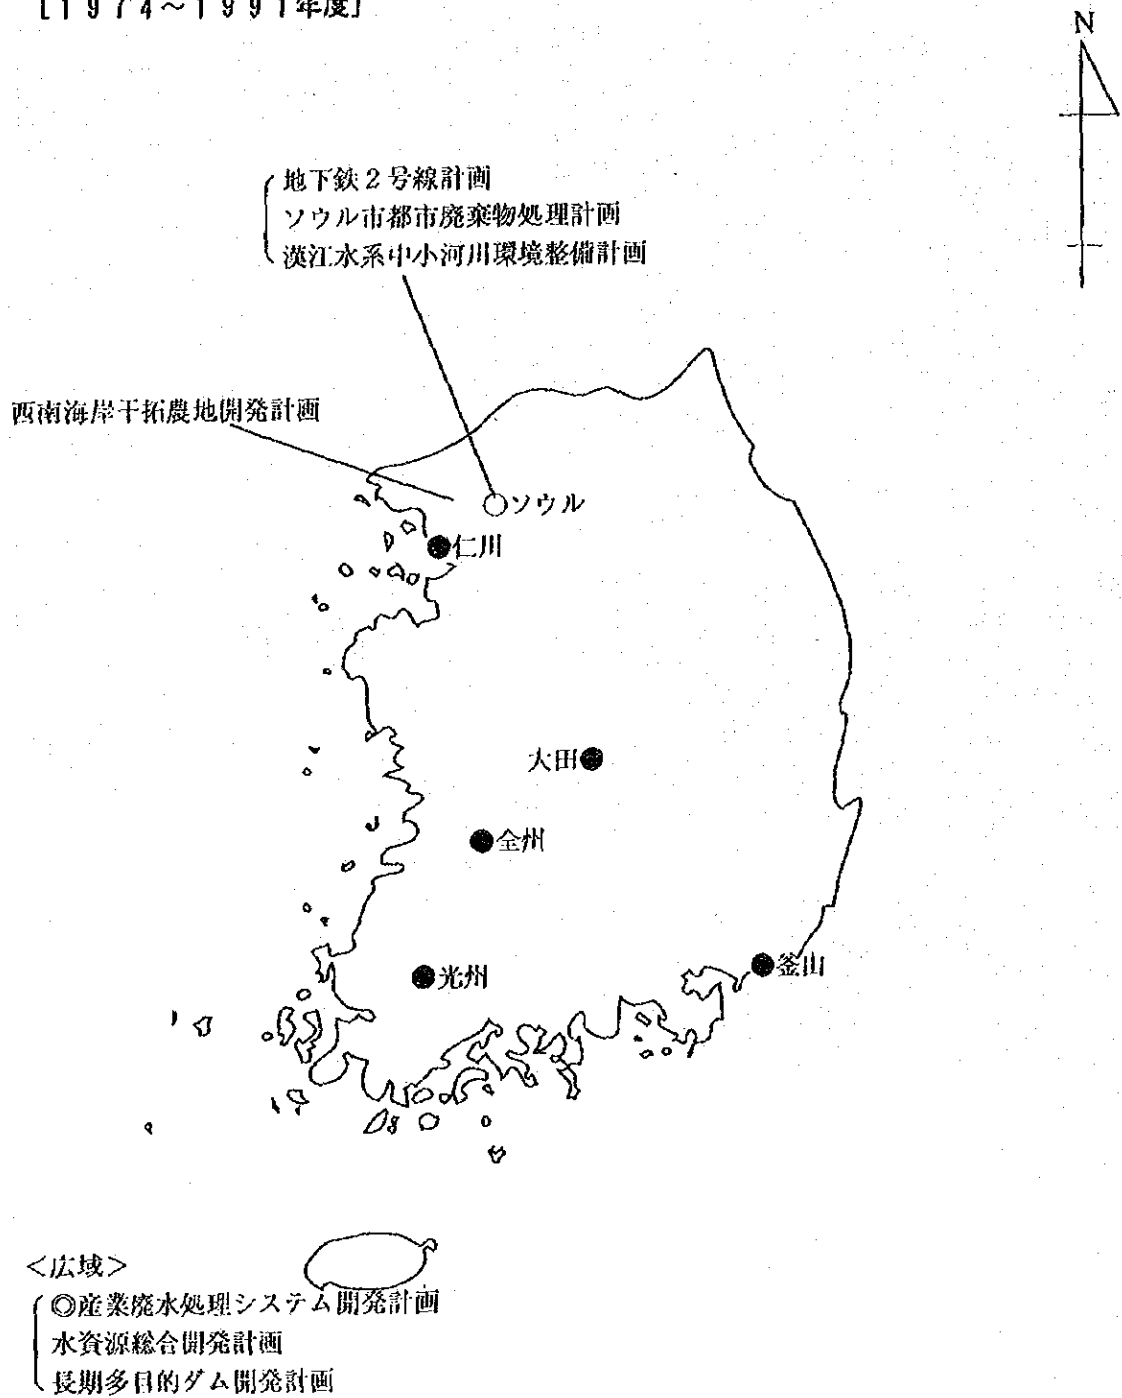 [1974～1991年度]
N
地下鉄2号線計画
ソウル市都市廃棄物処理計画
漢江水系中小河川環境整備計画
西南海岸干拓農地開発計画
ソウル
仁川
大田
全州
光州
釜山
＜広域＞
◎産業廃水処理システム開発計画
水資源総合開発計画
長期多目的ダム開発計画